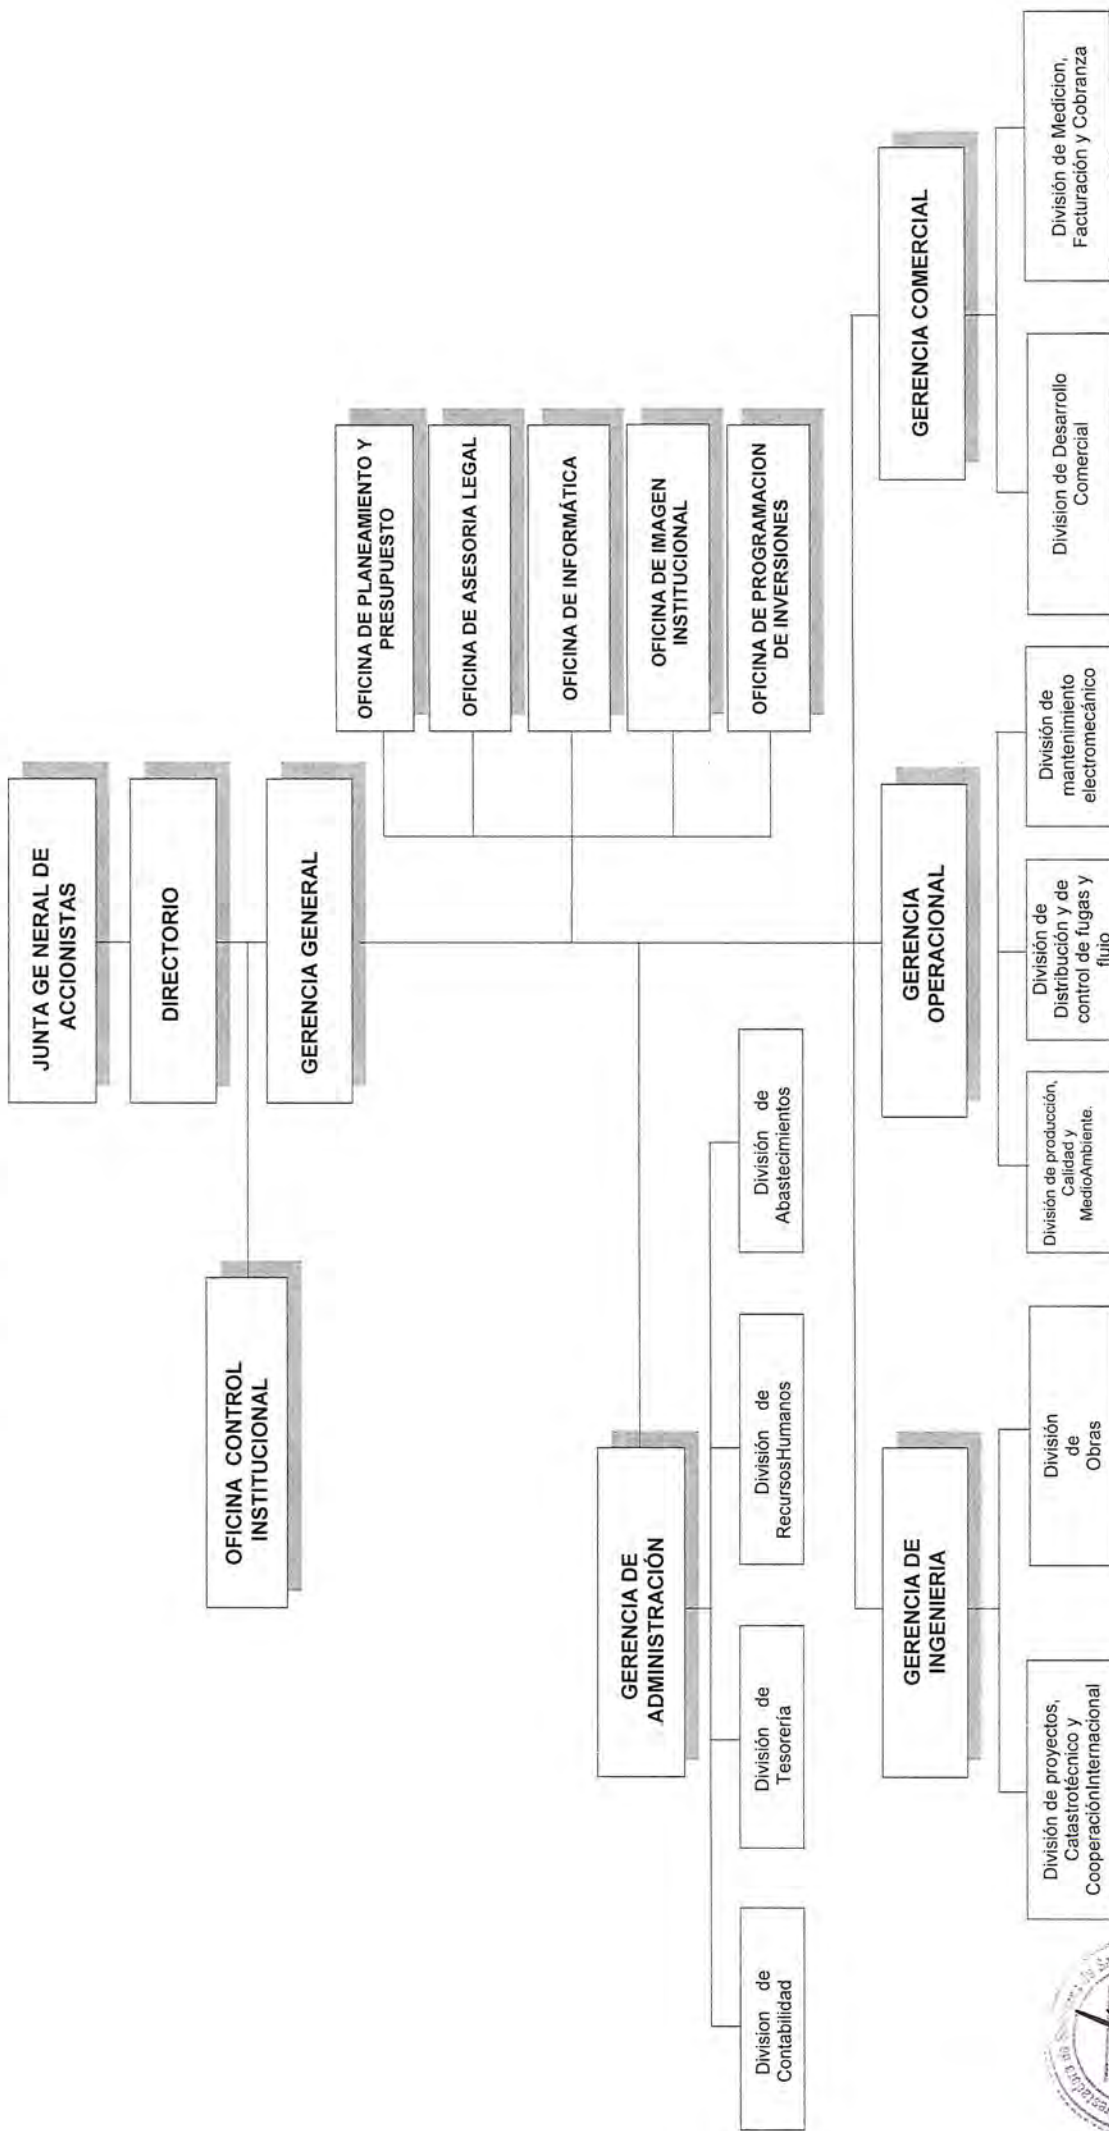 JUNTA GE NERAL DE
ACCIONISTAS
DIRECTORIO
OFICINA CONTROL
INSTITUCIONAL
GERENCIA GENERAL
OFICINA DE PLANEAMIENTO Y
PRESUPUESTO
OFICINA DE ASESORIA LEGAL
OFICINA DE INFORMÁTICA
OFICINA DE IMAGEN
INSTITUCIONAL
OFICINA DE PROGRAMACION
DE INVERSIONES
GERENCIA DE
ADMINISTRACIÓN
Division de
Contabilidad
División de
Tesorería
División de
RecursosHumanos
División de
Abastecimientos
GERENCIA DE
INGENIERIA
GERENCIA
OPERACIONAL
GERENCIA COMERCIAL
División de proyectos,
Catastrotécnico y
CooperaciónInternacional
División
de
Obras
División de producción,
Calidad y
MedioAmbiente.
División de
Distribución y de
control de fugas y
flujo
División de
mantenimiento
electromecánico
Division de Desarrollo
Comercial
División de Medicion,
Facturación y Cobranza